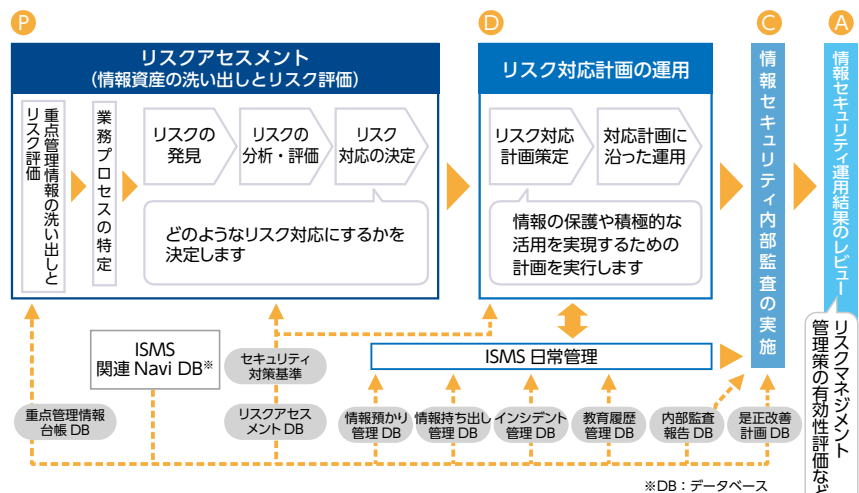 P
D
C
A
リスクアセスメント
(情報資産の洗い出しとリスク評価)
重点管理情報の洗い出しと
リスク評価
業務プロセスの特定
リスクの
発見
リスクの
分析・評価
リスク
対応の決定
どのようなリスク対応にするかを
決定します
リスク対応計画の運用
リスク対応
計画策定
対応計画に
沿った運用
情報の保護や積極的な
活用を実現するための
計画を実行します
情報セキュリティ内部監査の実施
情報セキュリティ運用結果のレビュー
リスクマネジメント
管理策の有効性評価など
ISMS
関連 Navi DB※
セキュリティ
対策基準
ISMS 日常管理
重点管理情報
台帳 DB
リスクアセス
メント DB
情報預かり
管理 DB
情報持ち出し
管理 DB
インシデント
管理 DB
教育履歴
管理 DB
内部監査
報告 DB
是正改善
計画 DB
※DB：データベース